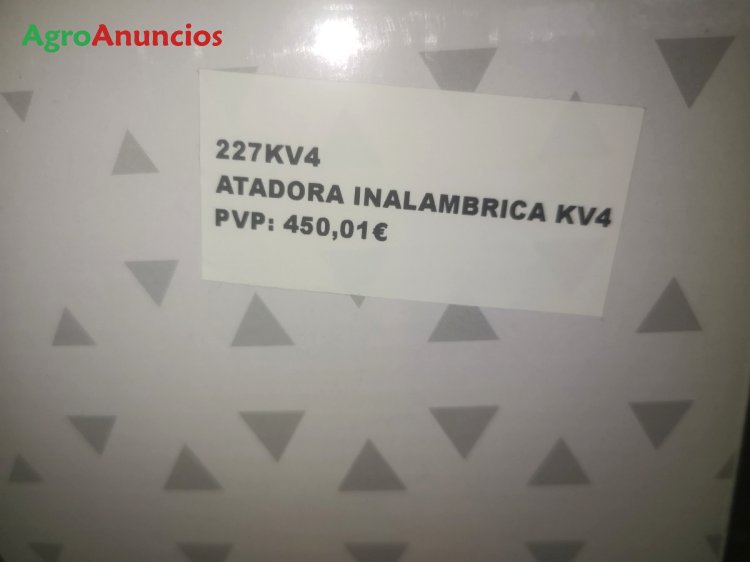 AgroAnuncios
227KV4
ATADORA INALAMBRICA KV4
PVP: 450,01€